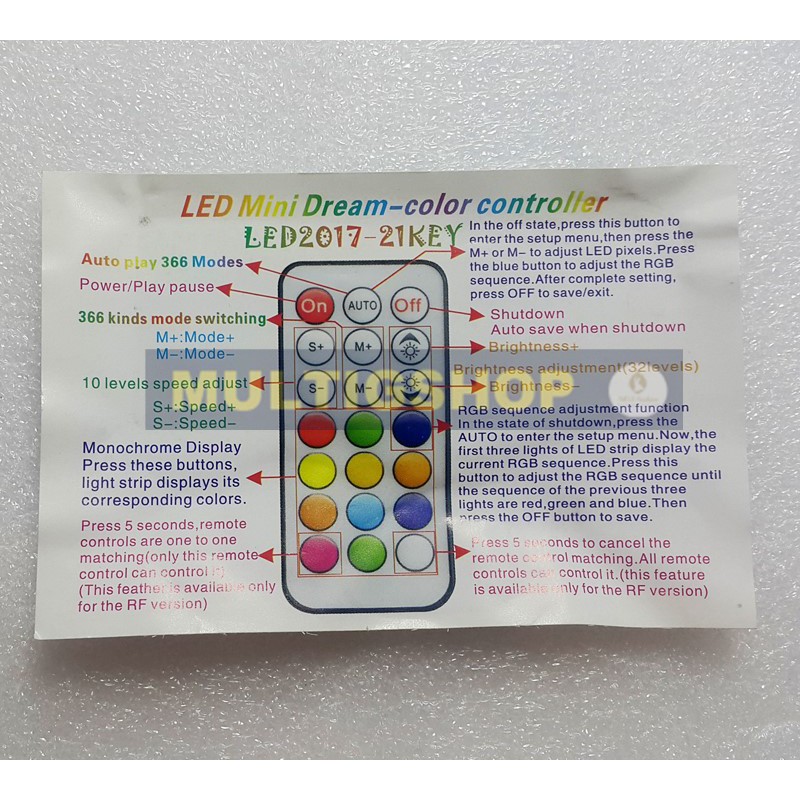 LED Mini Dream-color controller
LED2017-21KEY
Auto play 366 Modes
Power/Play pause
366 kinds mode switching
M+:Mode+
M-:Mode-
10 levels speed adjust
S+:Speed+
S-:Speed-
Monochrome Display
Press these buttons,
light strip displays its
corresponding colors.
Press 5 seconds,remote
controls are one to one
matching(only this remote
control can control it)
(This feather is available only
for the RF version)
On
AUTO
Off
S+
M+
S-
M-
In the off state,press this button to
enter the setup menu,then press the
M+ or M- to adjust LED pixels.Press
the blue button to adjust the RGB
sequence.After complete setting,
press OFF to save/exit.
Shutdown
Auto save when shutdown
Brightness+
Brightness adjustment(32levels)
Brightness-
RGB sequence adjustment function
In the state of shutdown,press the
AUTO to enter the setup menu.Now,the
first three lights of LED strip display the
current RGB sequence.Press this
button to adjust the RGB sequence until
the sequence of the previous three
lights are red,green and blue.Then
press the OFF button to save.
Press 5 seconds to cancel the
remote control matching.All remote
controls can control it.(this feature
is available only for the RF version)
MULTIGSHOP